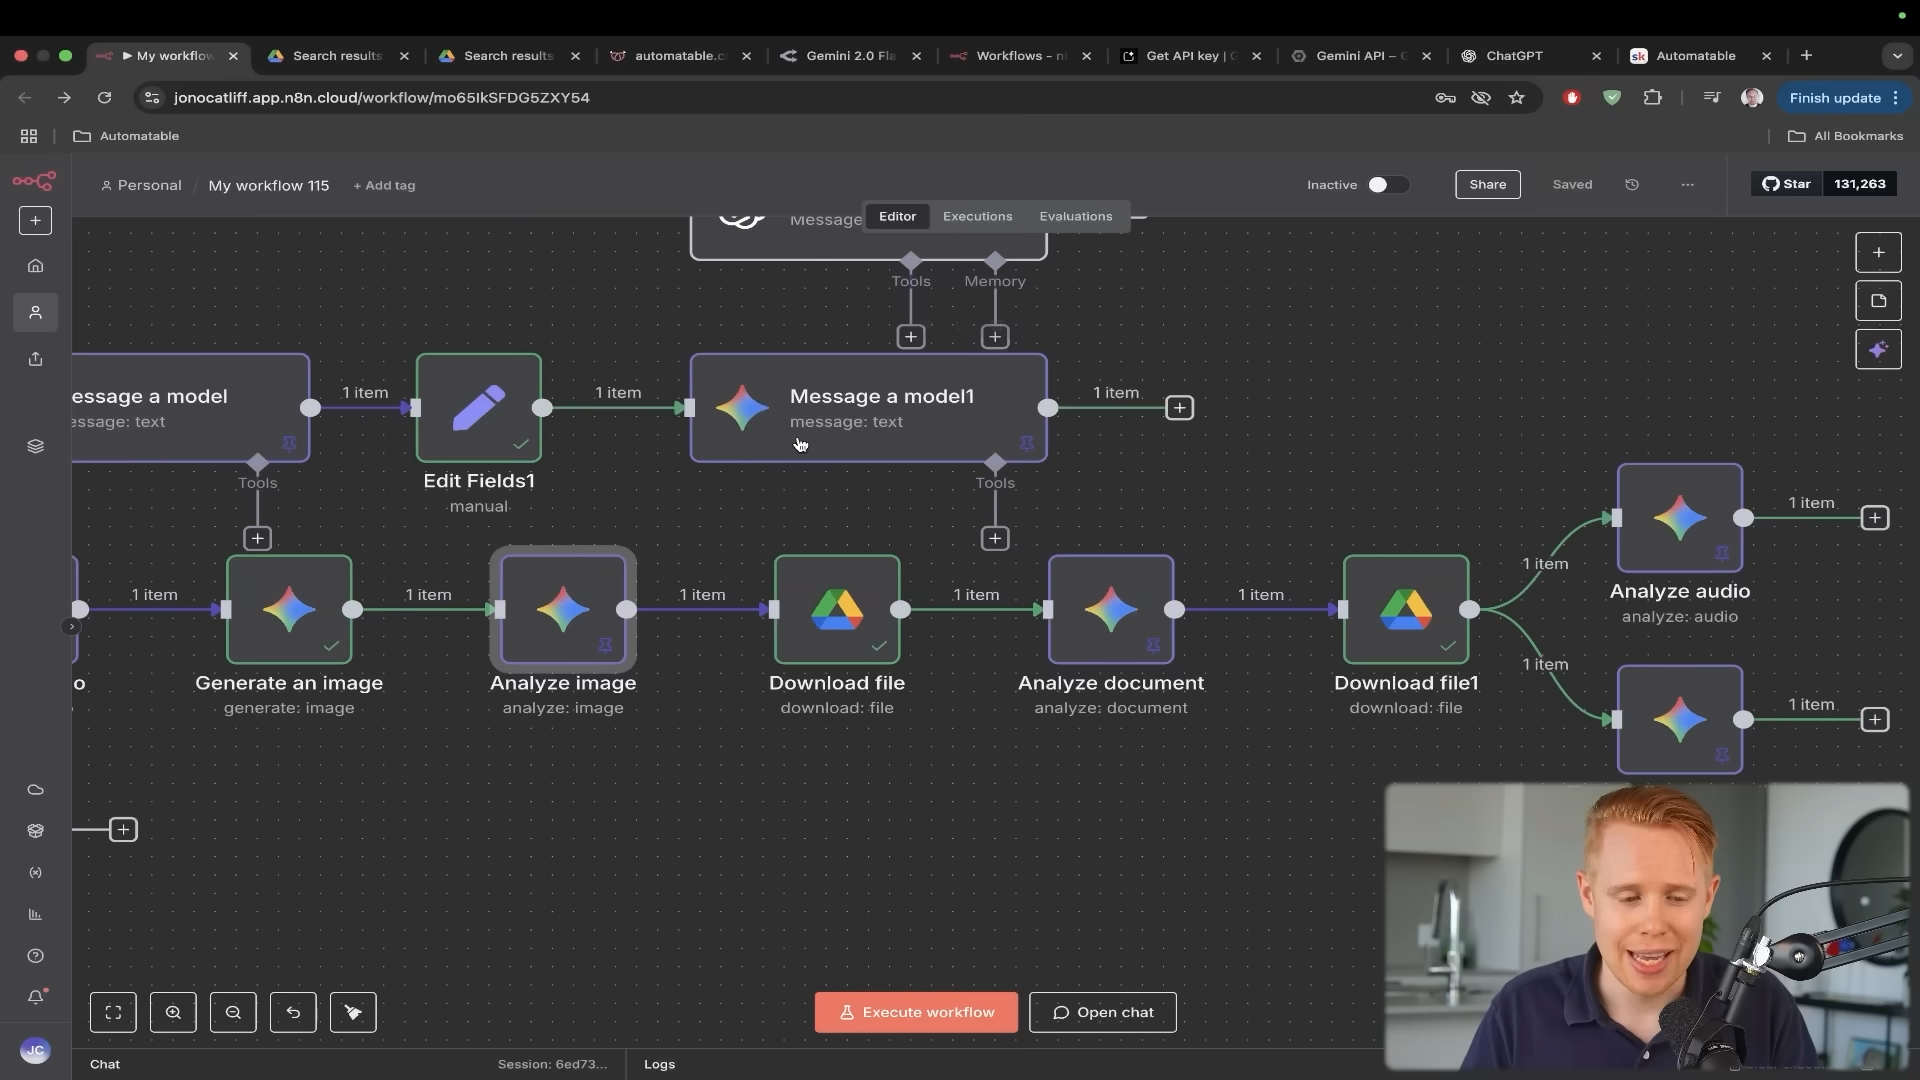 My workflow
Search results
Search results
automatable.c
Gemini 2.0 Fla
Workflows - n
Get API key | G
Gemini API – G
ChatGPT
sk
Automatable
jonocatliff.app.n8n.cloud/workflow/mo65IkSFDG5ZXY54
Finish update
Automatable
All Bookmarks
Personal / My workflow 115 + Add tag
Inactive
Share
Saved
Star 131,263
Editor Executions Evaluations
Message
Tools
Memory
essage a model
essage: text
1 item
1 item
Message a model1
message: text
1 item
Tools
Edit Fields1
manual
Tools
1 item
1 item
1 item
1 item
1 item
1 item
1 item
1 item
Analyze audio
analyze: audio
1 item
o
Generate an image
generate: image
Analyze image
analyze: image
Download file
download: file
Analyze document
analyze: document
Download file1
download: file
Execute workflow
Open chat
JC
Chat
Session: 6ed73...
Logs